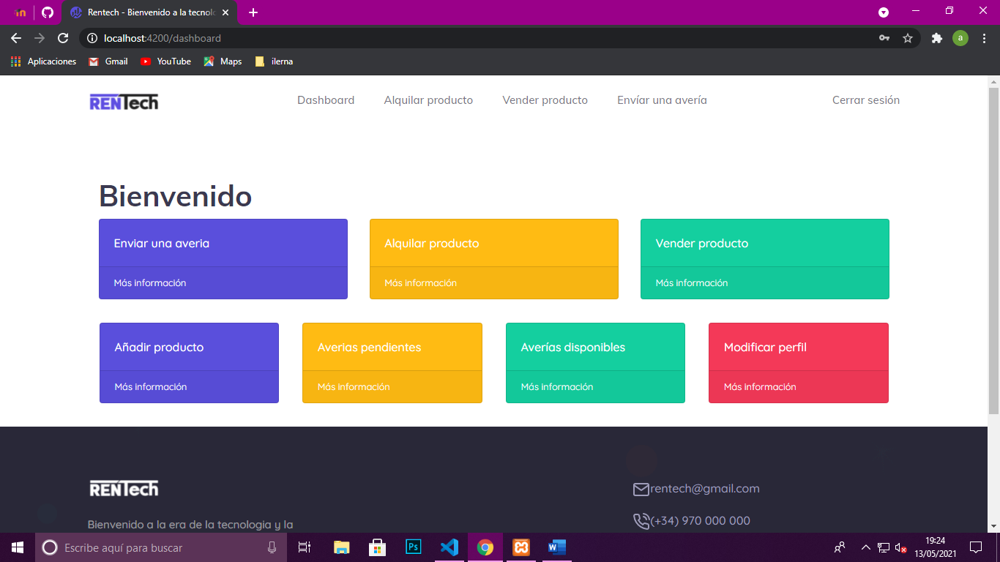 Rentech - Bienvenido a la tecnolo
localhost:4200/dashboard
a
Aplicaciones Gmail YouTube Maps ilerna
RENTech Dashboard Alquilar producto Vender producto Envíar una avería Cerrar sesión
Bienvenido
Enviar una averia Alquilar producto Vender producto
Más información Más información Más información
Añadir producto Averias pendientes Averías disponibles Modificar perfil
Más información Más información Más información Más información
RENTech rentech@gmail.com
Bienvenido a la era de la tecnologia y la (+34) 970 000 000
Escribe aquí para buscar
Ps
19:24
13/05/2021